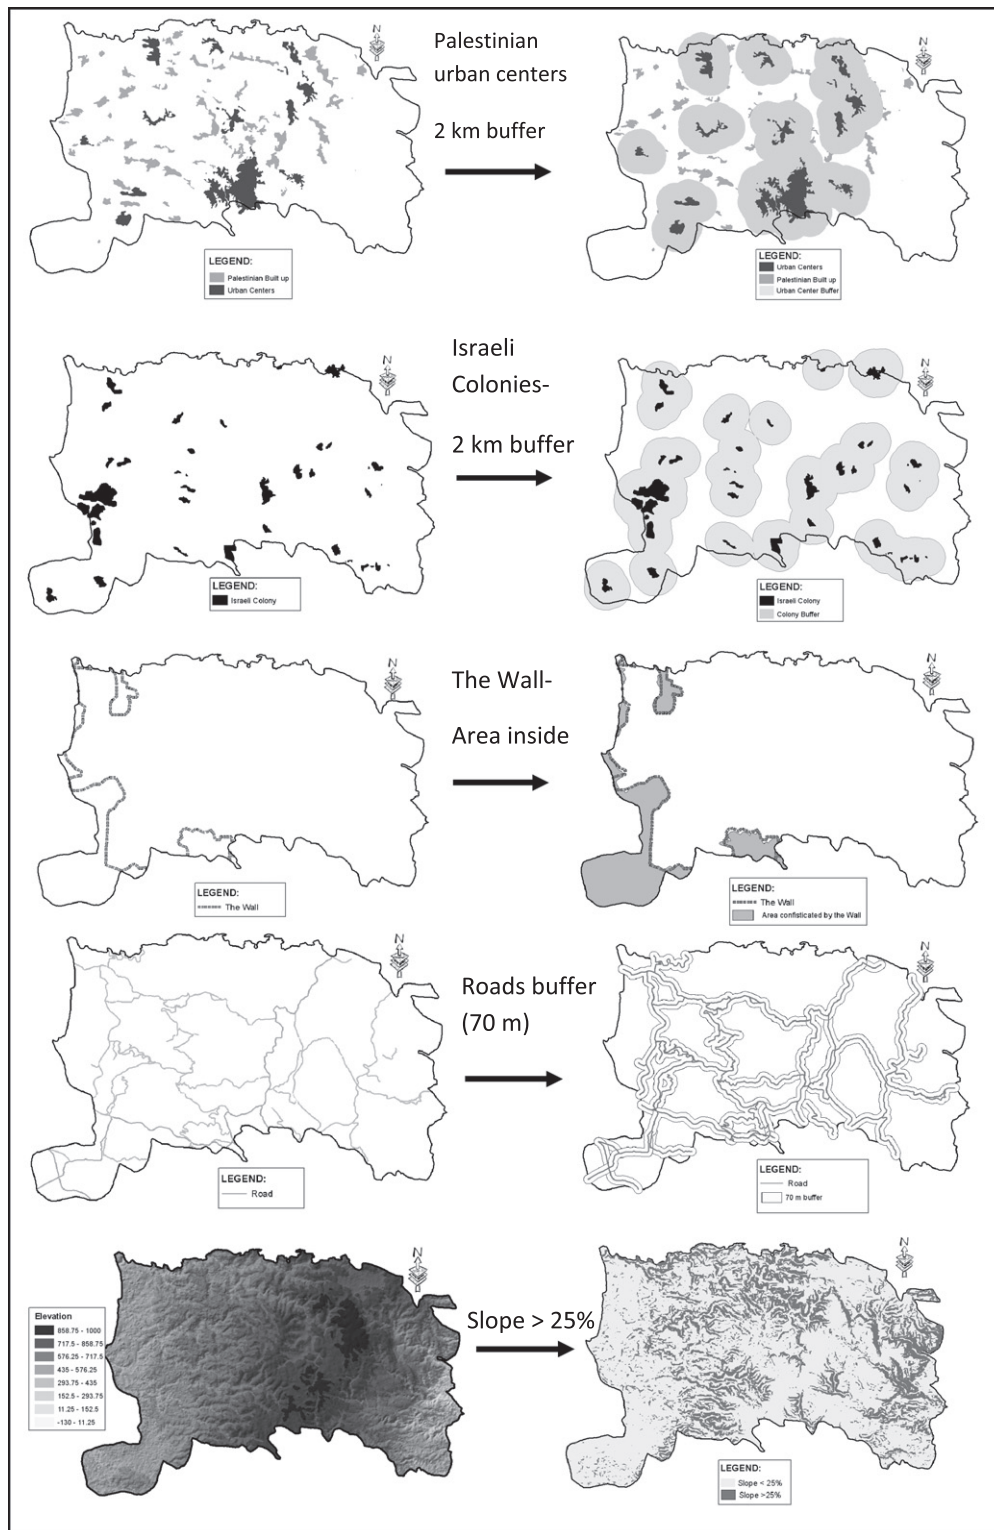 N
Palestinian
urban centers
2 km buffer
N
LEGEND:
Palestinian Built up
Urban Centers
LEGEND:
Urban Centers
Palestinian Built up
Urban Center Buffer
N
Israeli
Colonies-
2 km buffer
N
LEGEND:
Israeli Colony
LEGEND:
Israeli Colony
Colony Buffer
N
The Wall-
Area inside
N
LEGEND:
The Wall
LEGEND:
The Wall
Area confisticated by the Wall
N
Roads buffer
(70 m)
N
LEGEND:
Road
LEGEND:
Road
70 m buffer
N
Slope > 25%
N
Elevation
858.75 - 1000
717.5 - 858.75
576.25 - 717.5
435 - 576.25
293.75 - 435
152.5 - 293.75
11.25 - 152.5
-130 - 11.25
LEGEND:
Slope < 25%
Slope >25%